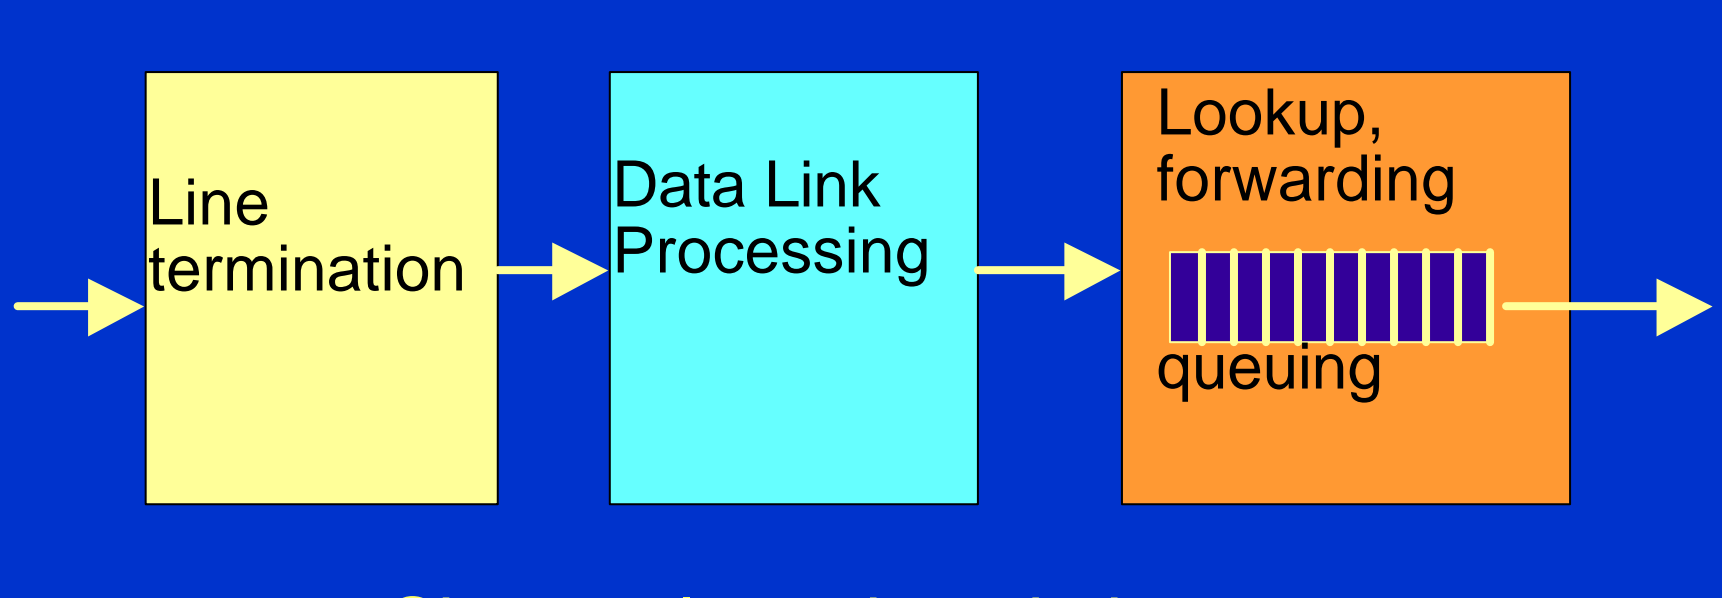 Line
termination
Data Link
Processing
Lookup,
forwarding
queuing